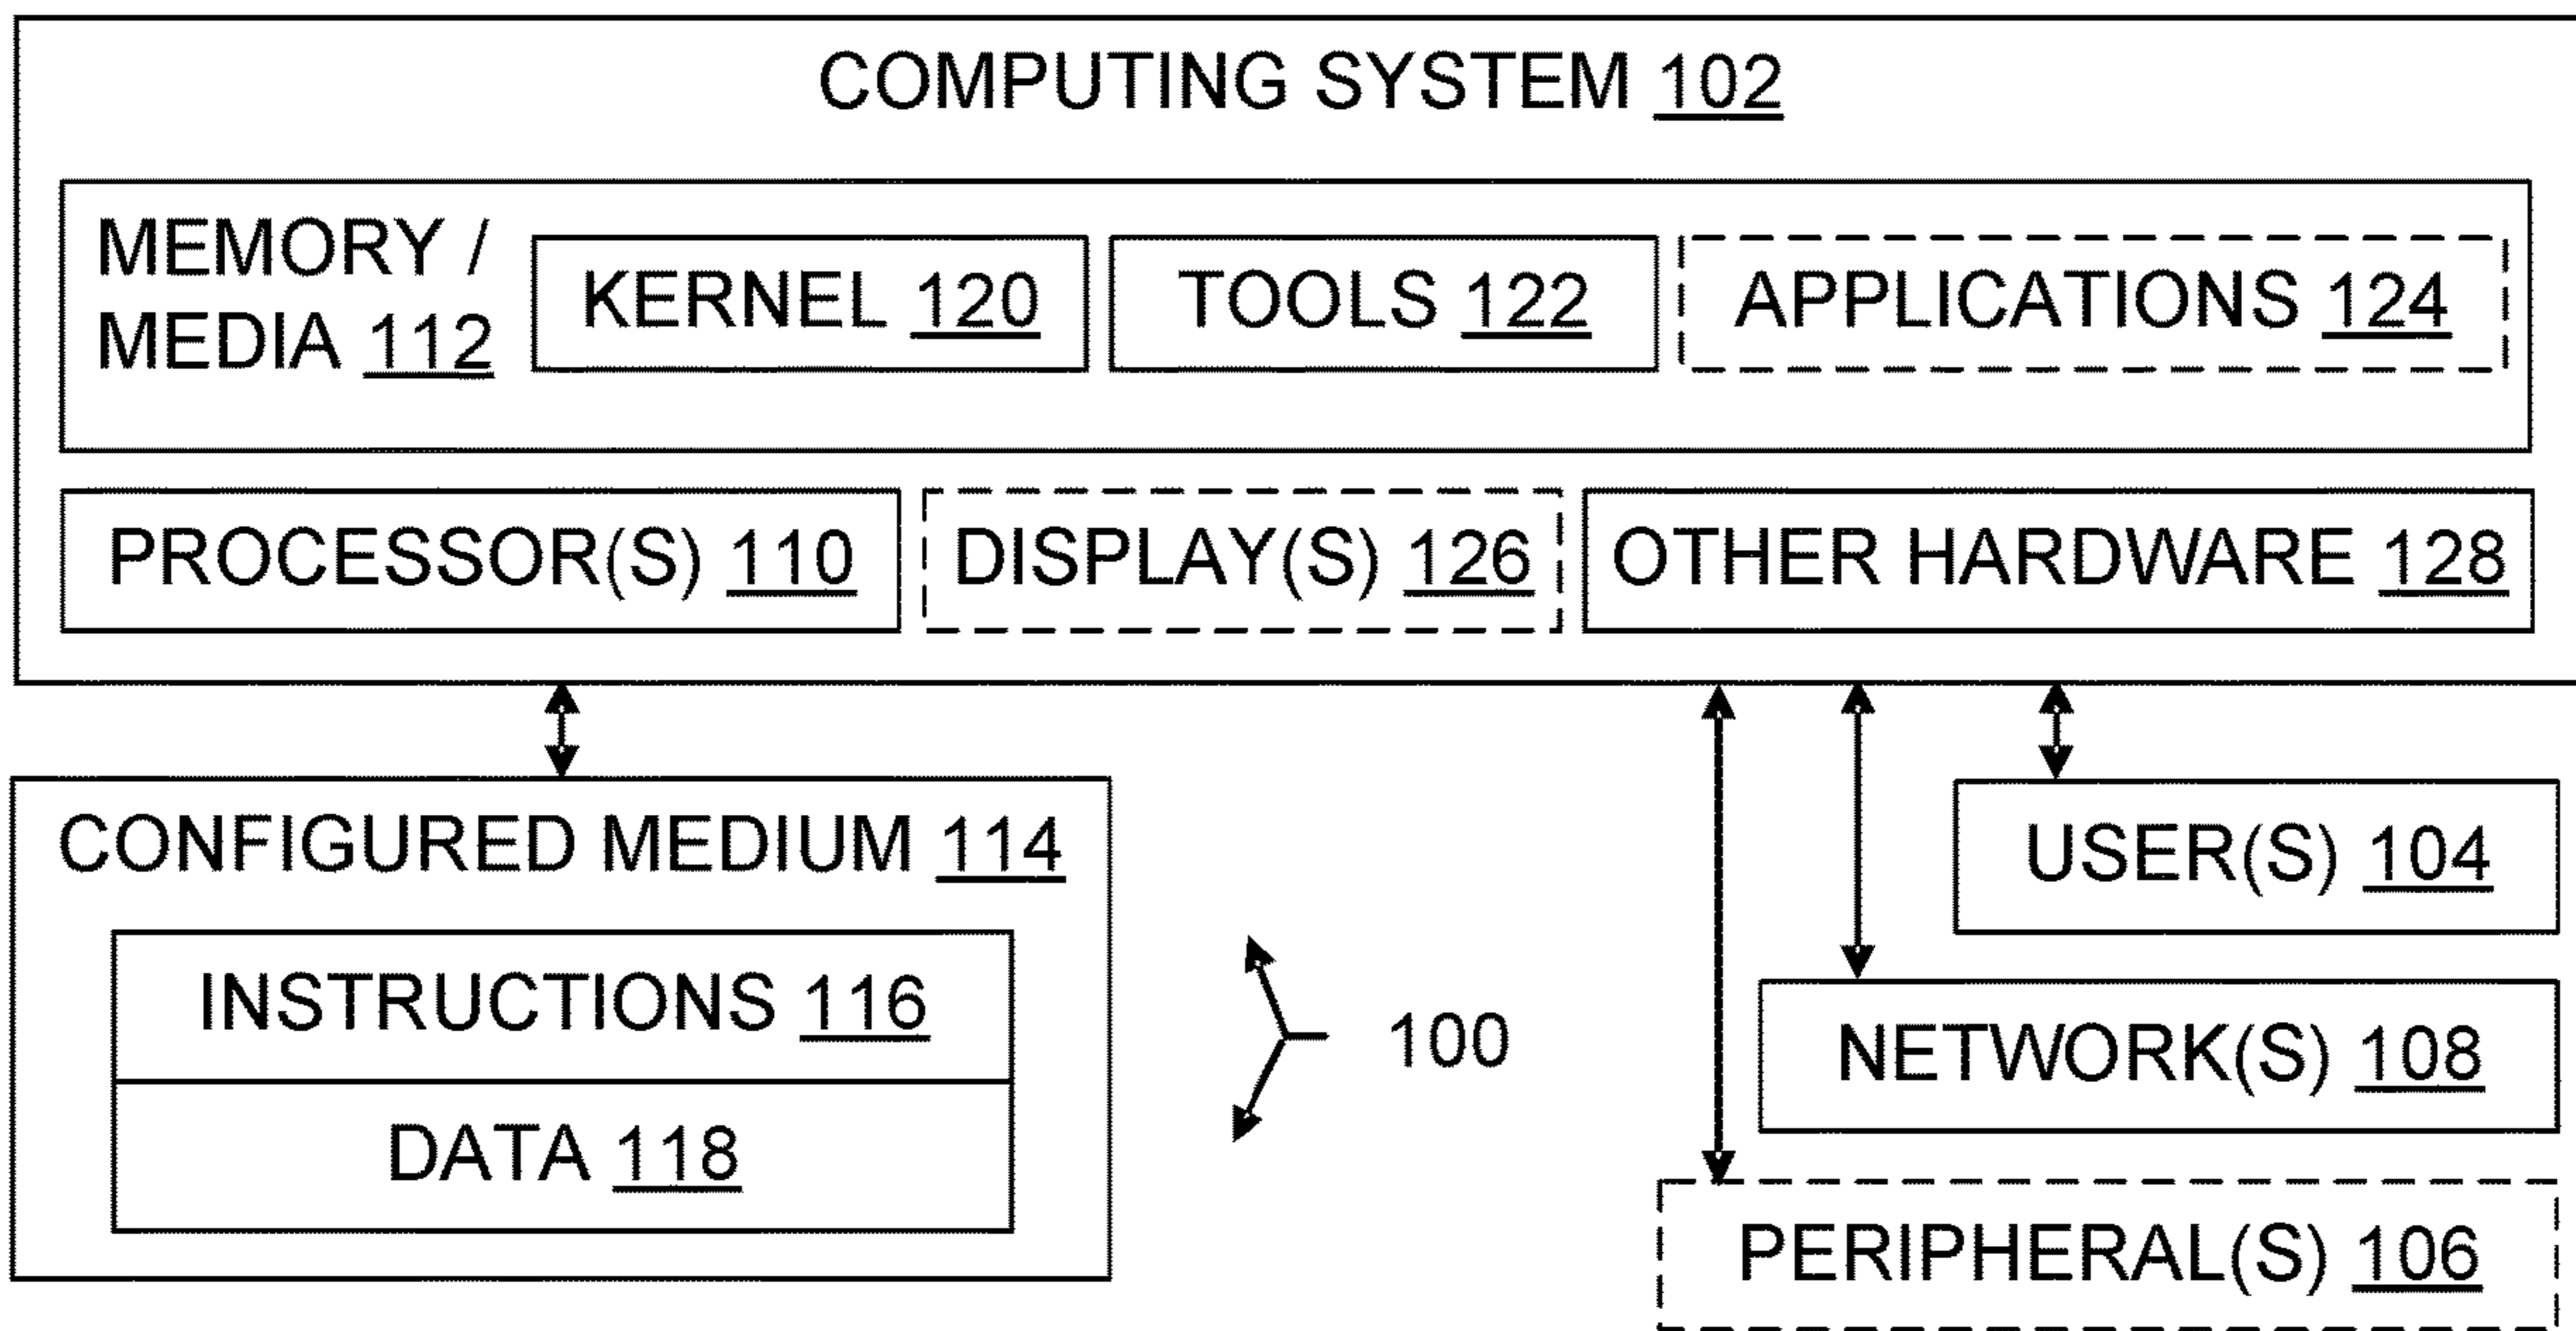 COMPUTING SYSTEM 102
MEMORY /
MEDIA 112
KERNEL 120
TOOLS 122
APPLICATIONS 124
PROCESSOR(S) 110
DISPLAY(S) 126
OTHER HARDWARE 128
CONFIGURED MEDIUM 114
INSTRUCTIONS 116
DATA 118
100
USER(S) 104
NETWORK(S) 108
PERIPHERAL(S) 106